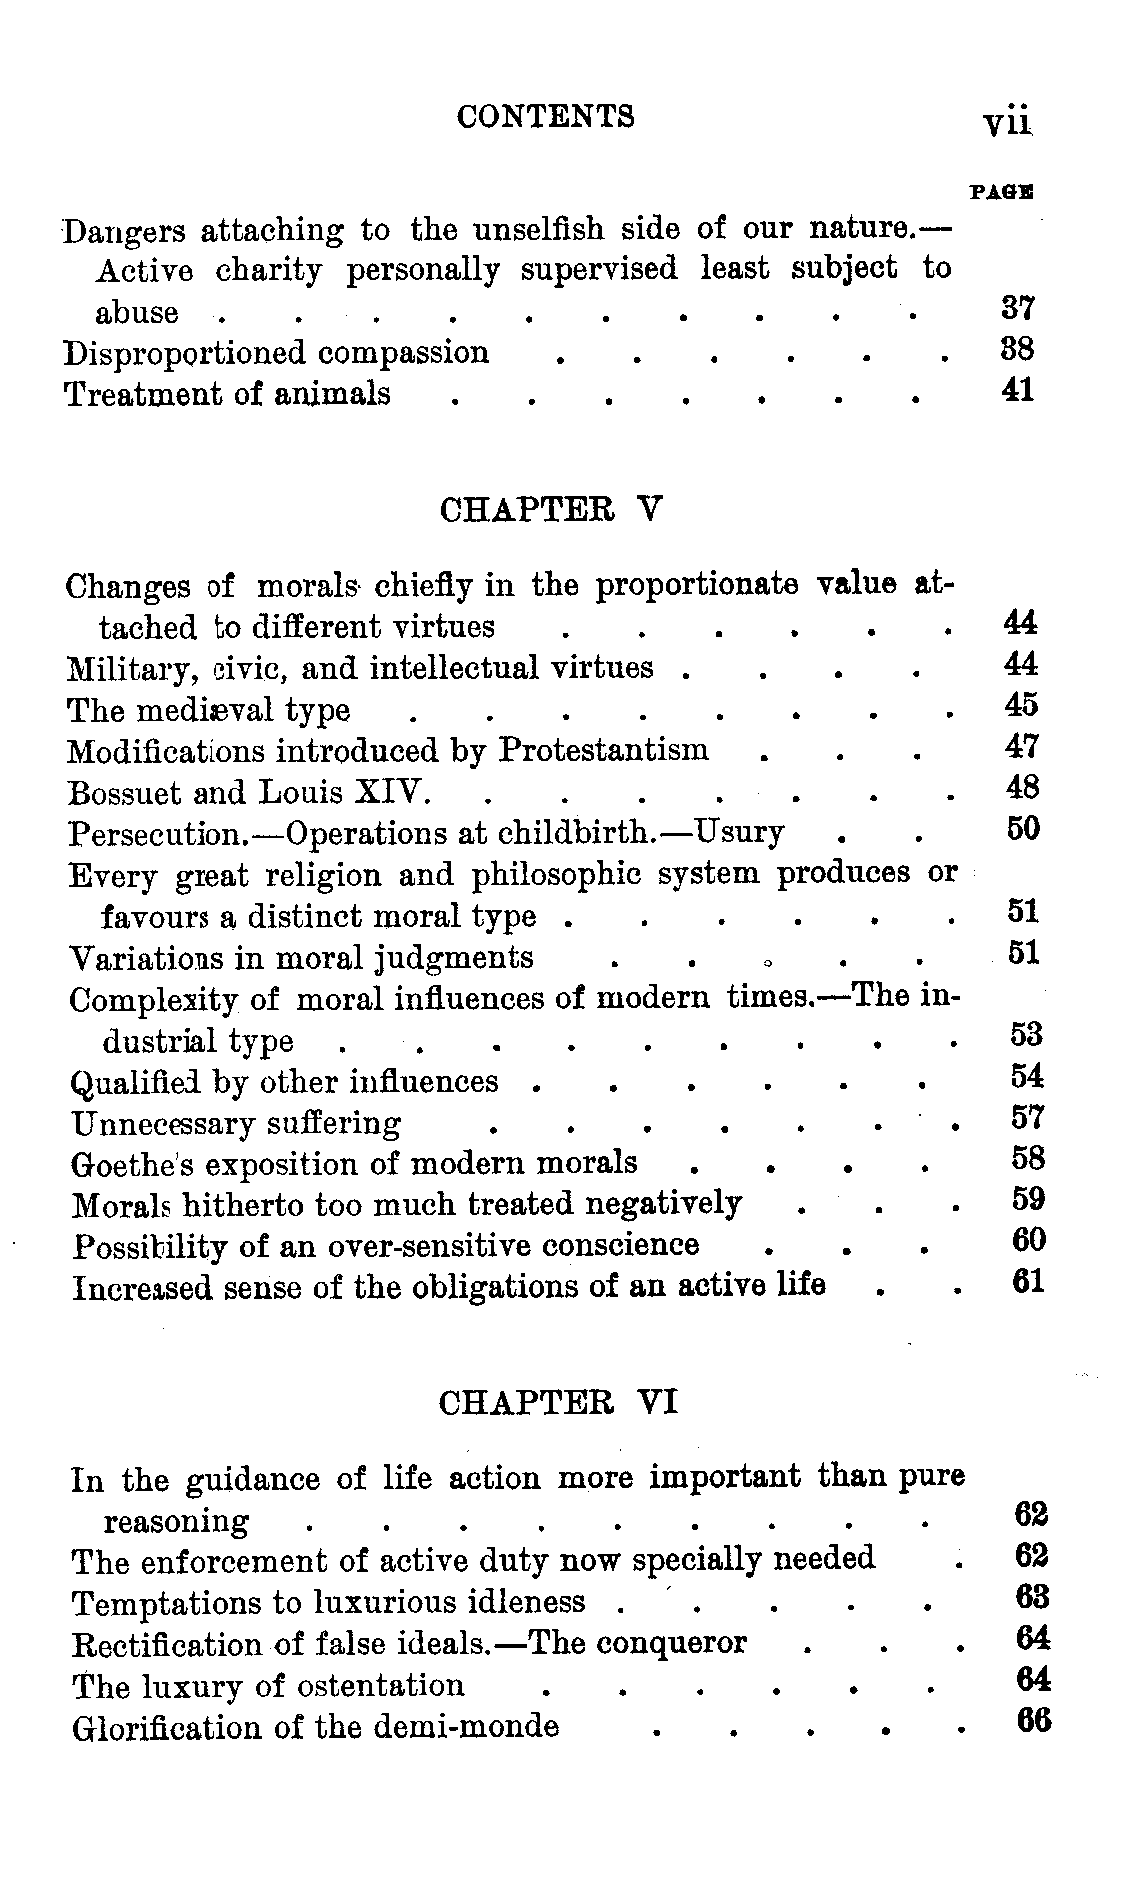 CONTENTS vii
PAGE
Dangers attaching to the unselfish side of our nature.—
Active charity personally supervised least subject to
abuse . . . . . . . . . . 37
Disproportioned compassion . . . . . . 38
Treatment of animals . . . . . . . 41
CHAPTER V
Changes of morals chiefly in the proportionate value at-
tached to different virtues . . . . . . 44
Military, civic, and intellectual virtues . . . . 44
The mediæval type . . . . . . . . 45
Modifications introduced by Protestantism . . . 47
Bossuet and Louis XIV. . . . . . . . 48
Persecution.—Operations at childbirth.—Usury . . 50
Every great religion and philosophic system produces or
favours a distinct moral type . . . . . . 51
Variations in moral judgments . . . . . 51
Complexity of moral influences of modern times.—The in-
dustrial type . . . . . . . . . 53
Qualified by other influences . . . . . . 54
Unnecessary suffering . . . . . . . 57
Goethe's exposition of modern morals . . . . 58
Morals hitherto too much treated negatively . . . 59
Possibility of an over-sensitive conscience . . . 60
Increased sense of the obligations of an active life . . 61
CHAPTER VI
In the guidance of life action more important than pure
reasoning . . . . . . . . . 62
The enforcement of active duty now specially needed . 62
Temptations to luxurious idleness . . . . . 63
Rectification of false ideals.—The conqueror . . . 64
The luxury of ostentation . . . . . . 64
Glorification of the demi-monde . . . . . 66